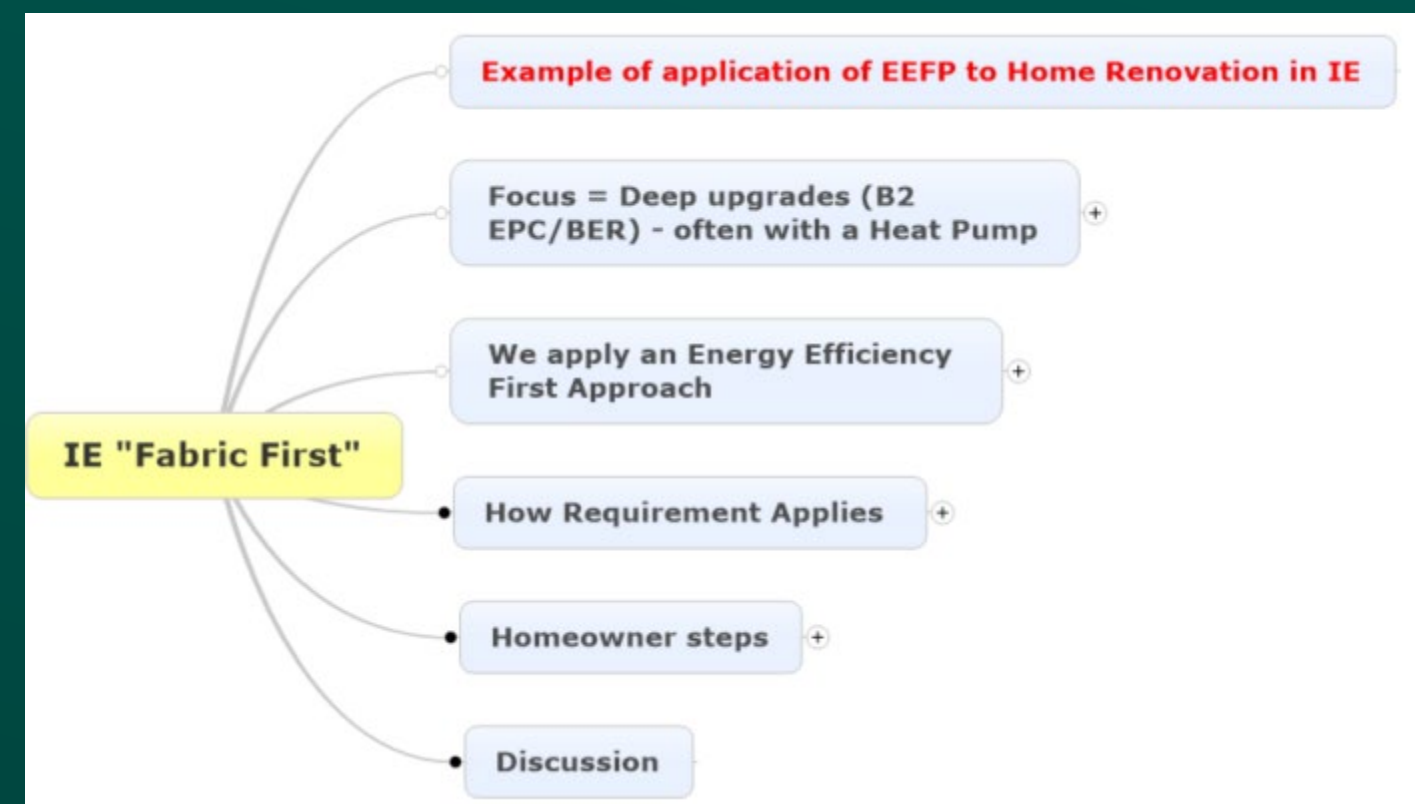 Example of application of EEFP to Home Renovation in IE
Focus = Deep upgrades (B2
EPC/BER) - often with a Heat Pump
We apply an Energy Efficiency
First Approach
IE "Fabric First"
How Requirement Applies
Homeowner steps
Discussion